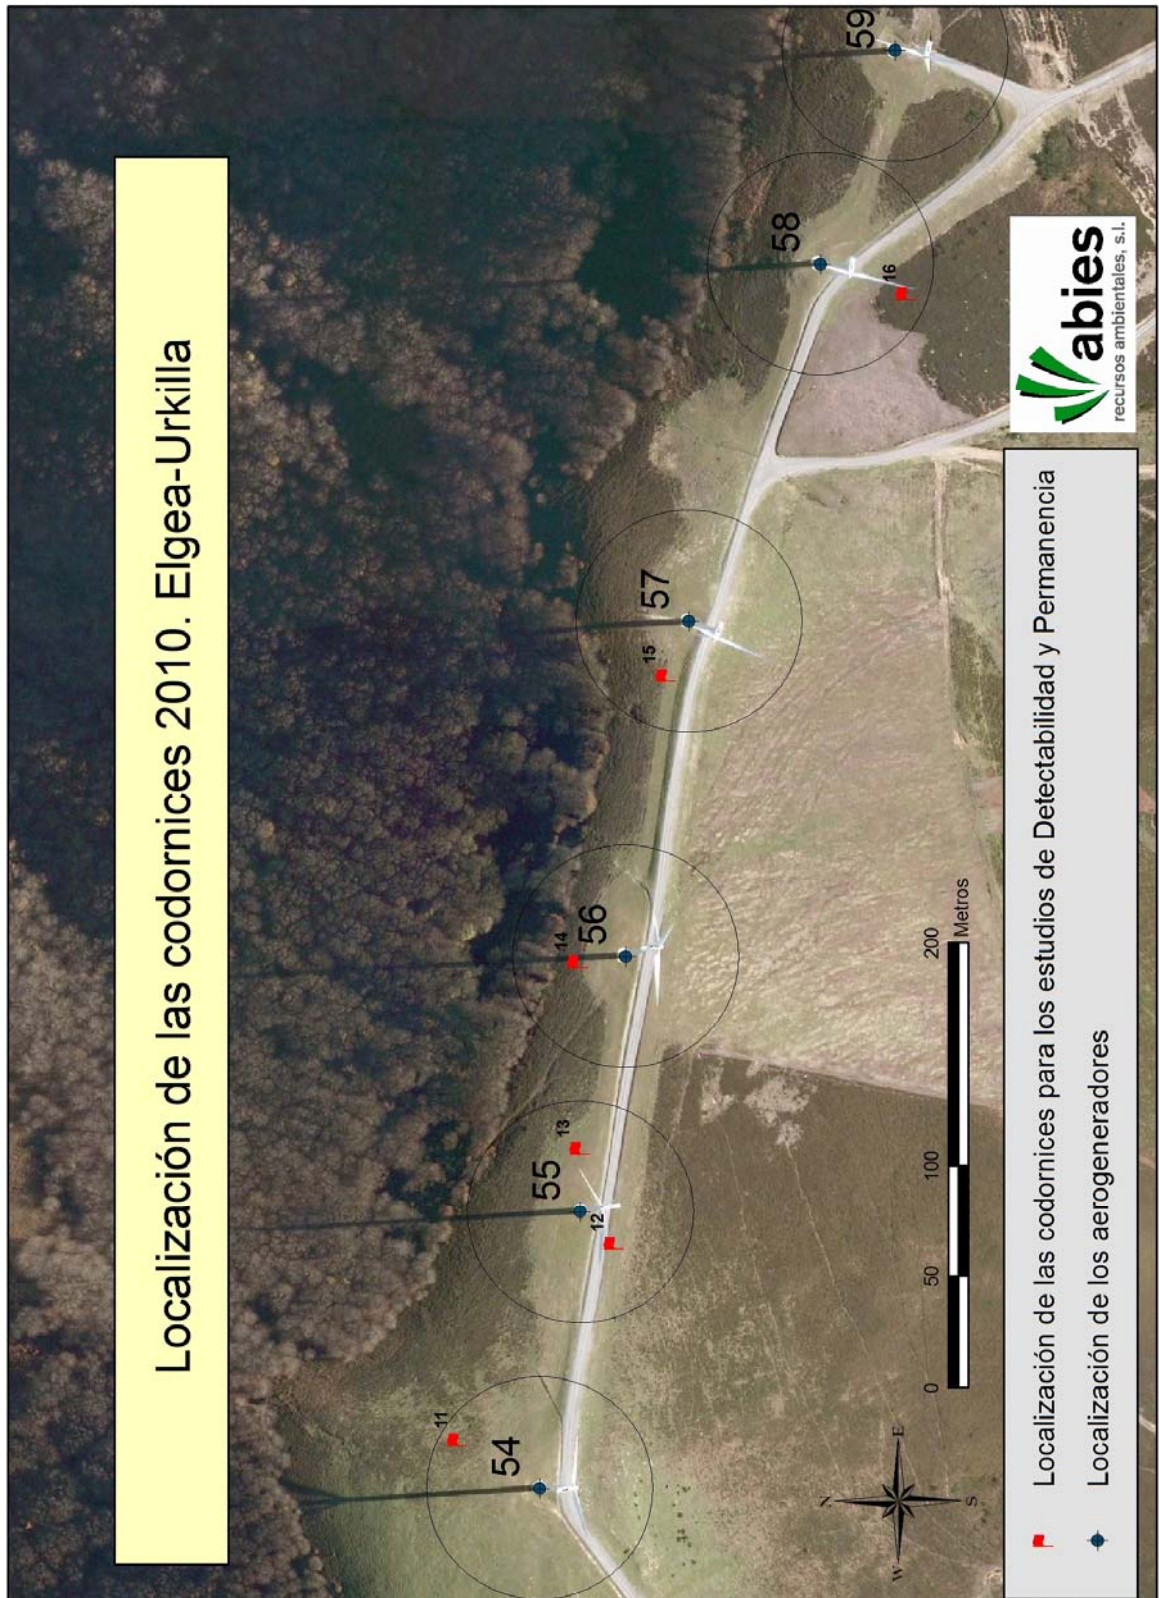 Localización de las codornices 2010. Elgea-Urkilla
11
54
12
55
13
14
56
15
57
58
16
59
N
W
E
S
0
50
100
200
Metros
Localización de las codornices para los estudios de Detectabilidad y Permanencia
Localización de los aerogeneradores
abies
recursos ambientales, s.l.